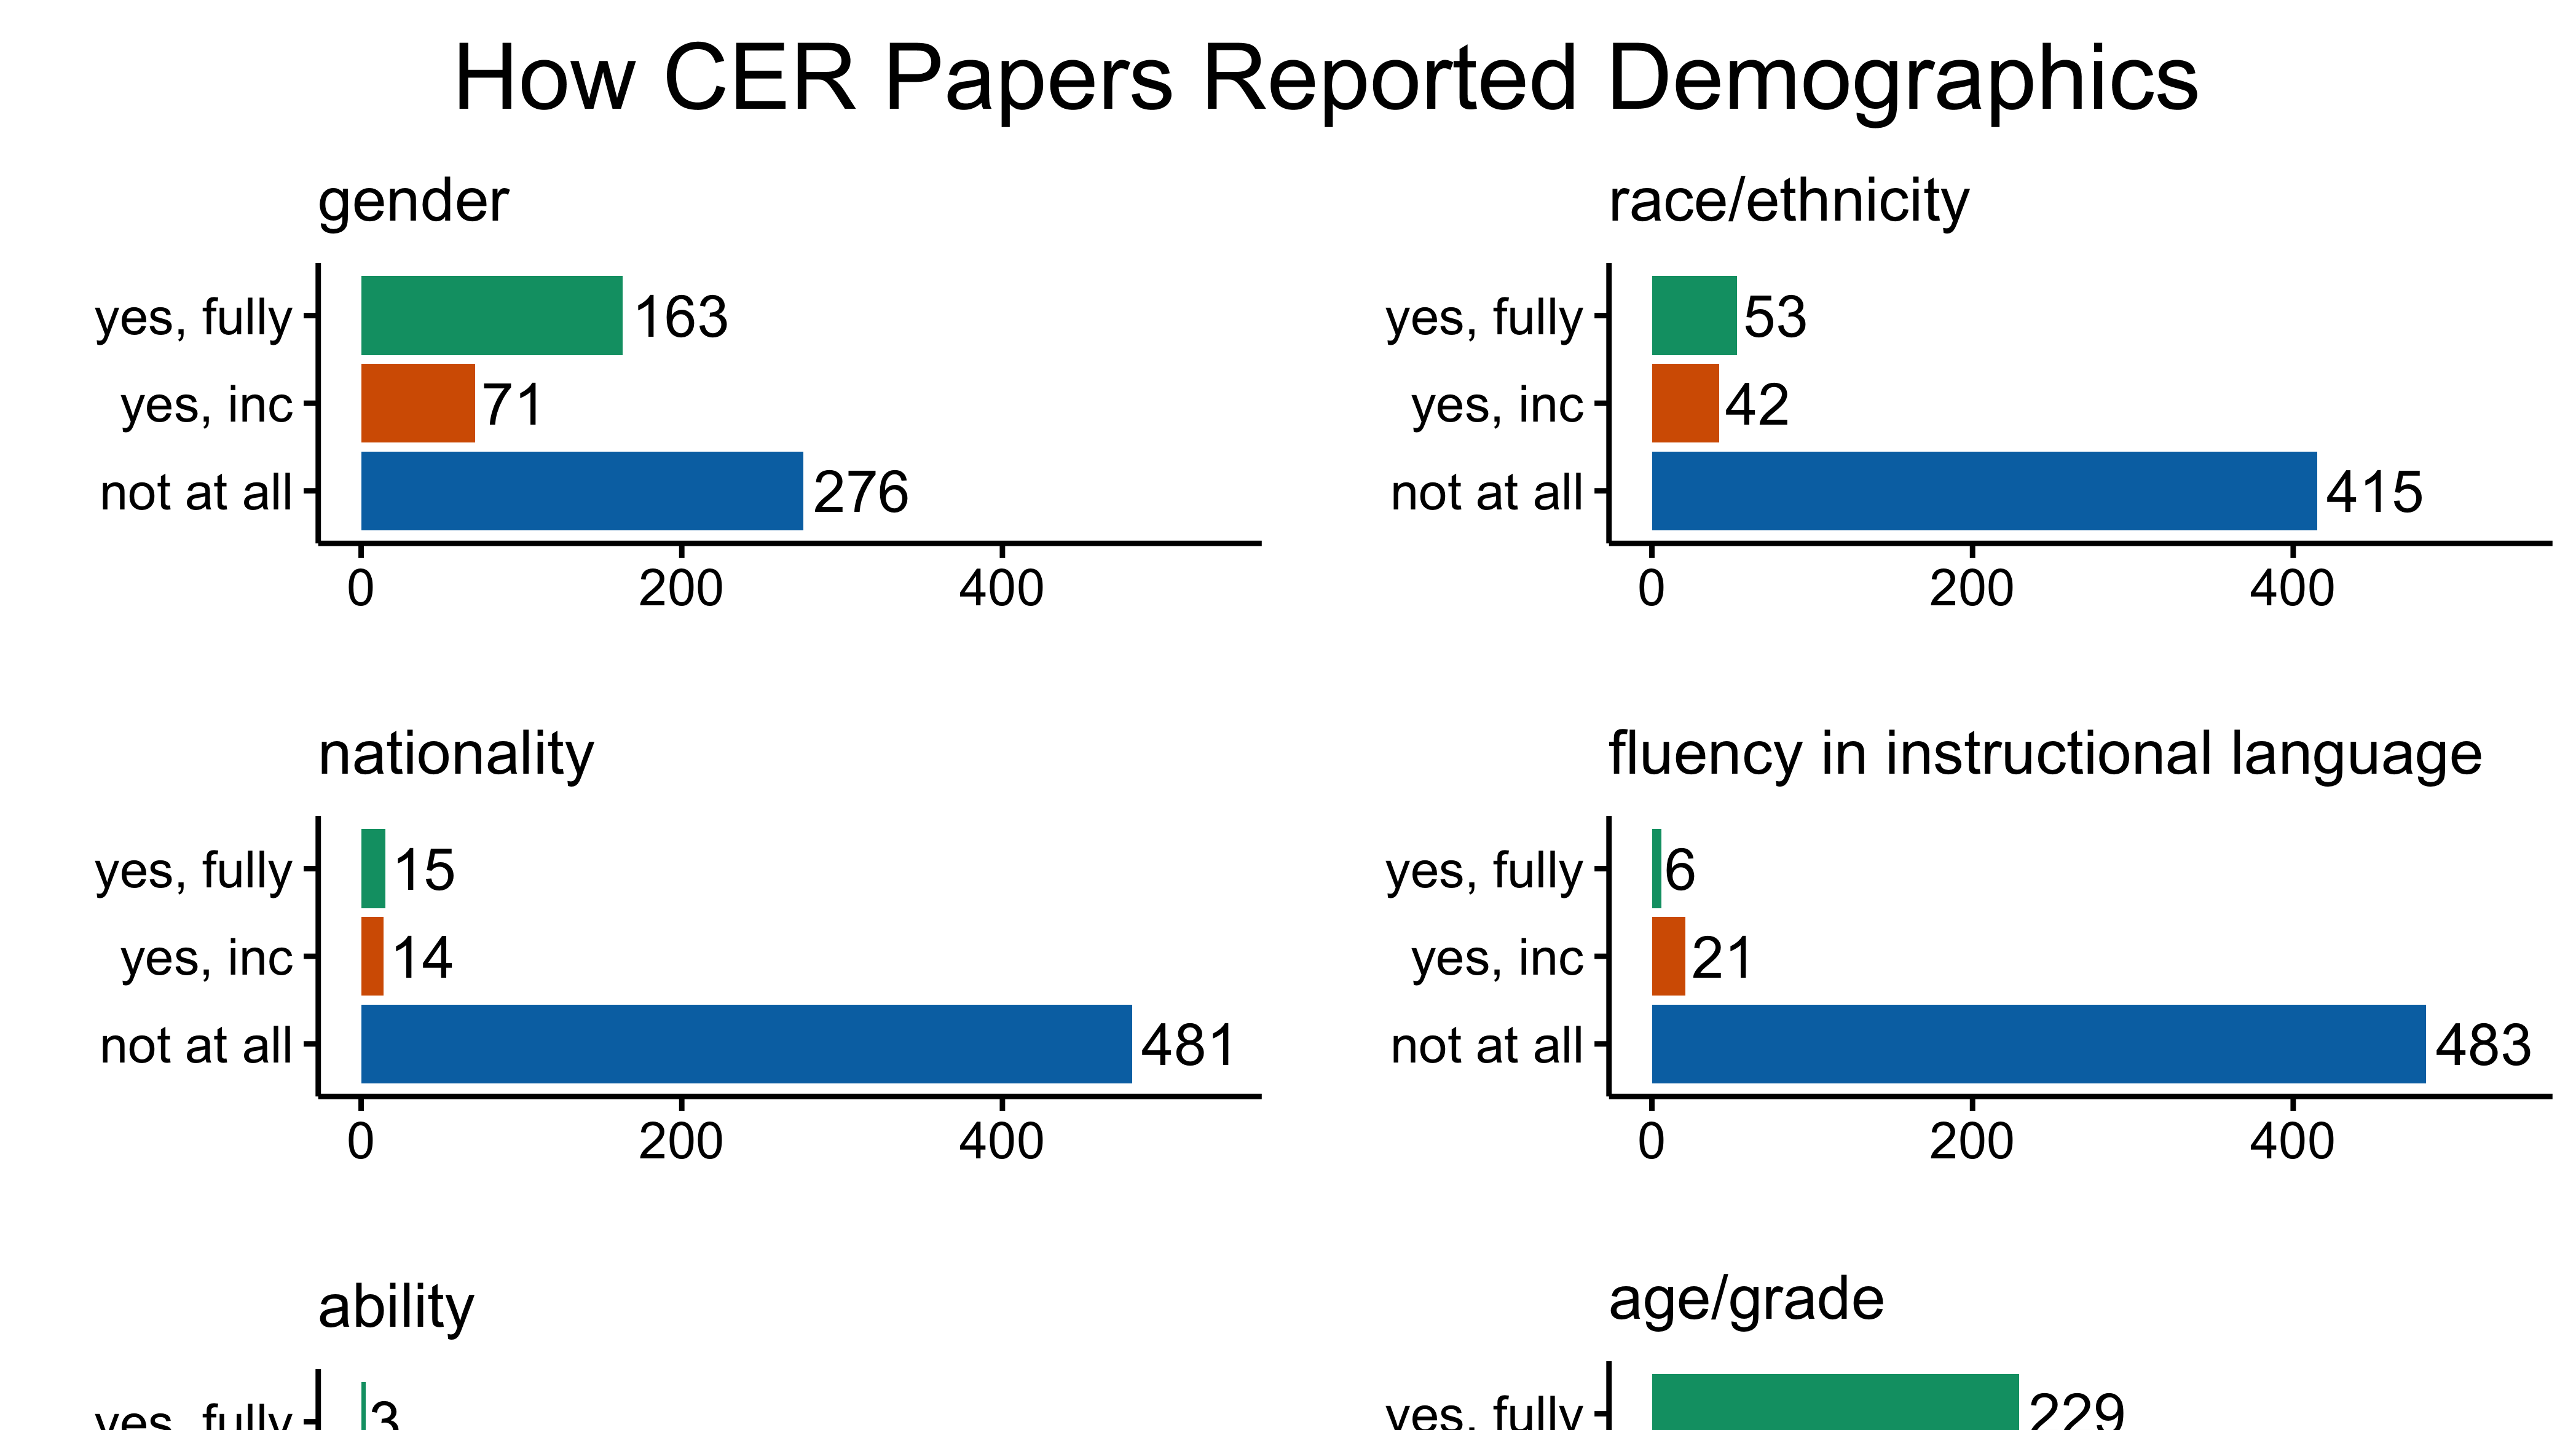 How CER Papers Reported Demographics
gender
yes, fully 163
yes, inc 71
not at all 276
0 200 400
race/ethnicity
yes, fully 53
yes, inc 42
not at all 415
0 200 400
nationality
yes, fully 15
yes, inc 14
not at all 481
0 200 400
fluency in instructional language
yes, fully 6
yes, inc 21
not at all 483
0 200 400
ability
yes, fully 3
age/grade
yes, fully 229